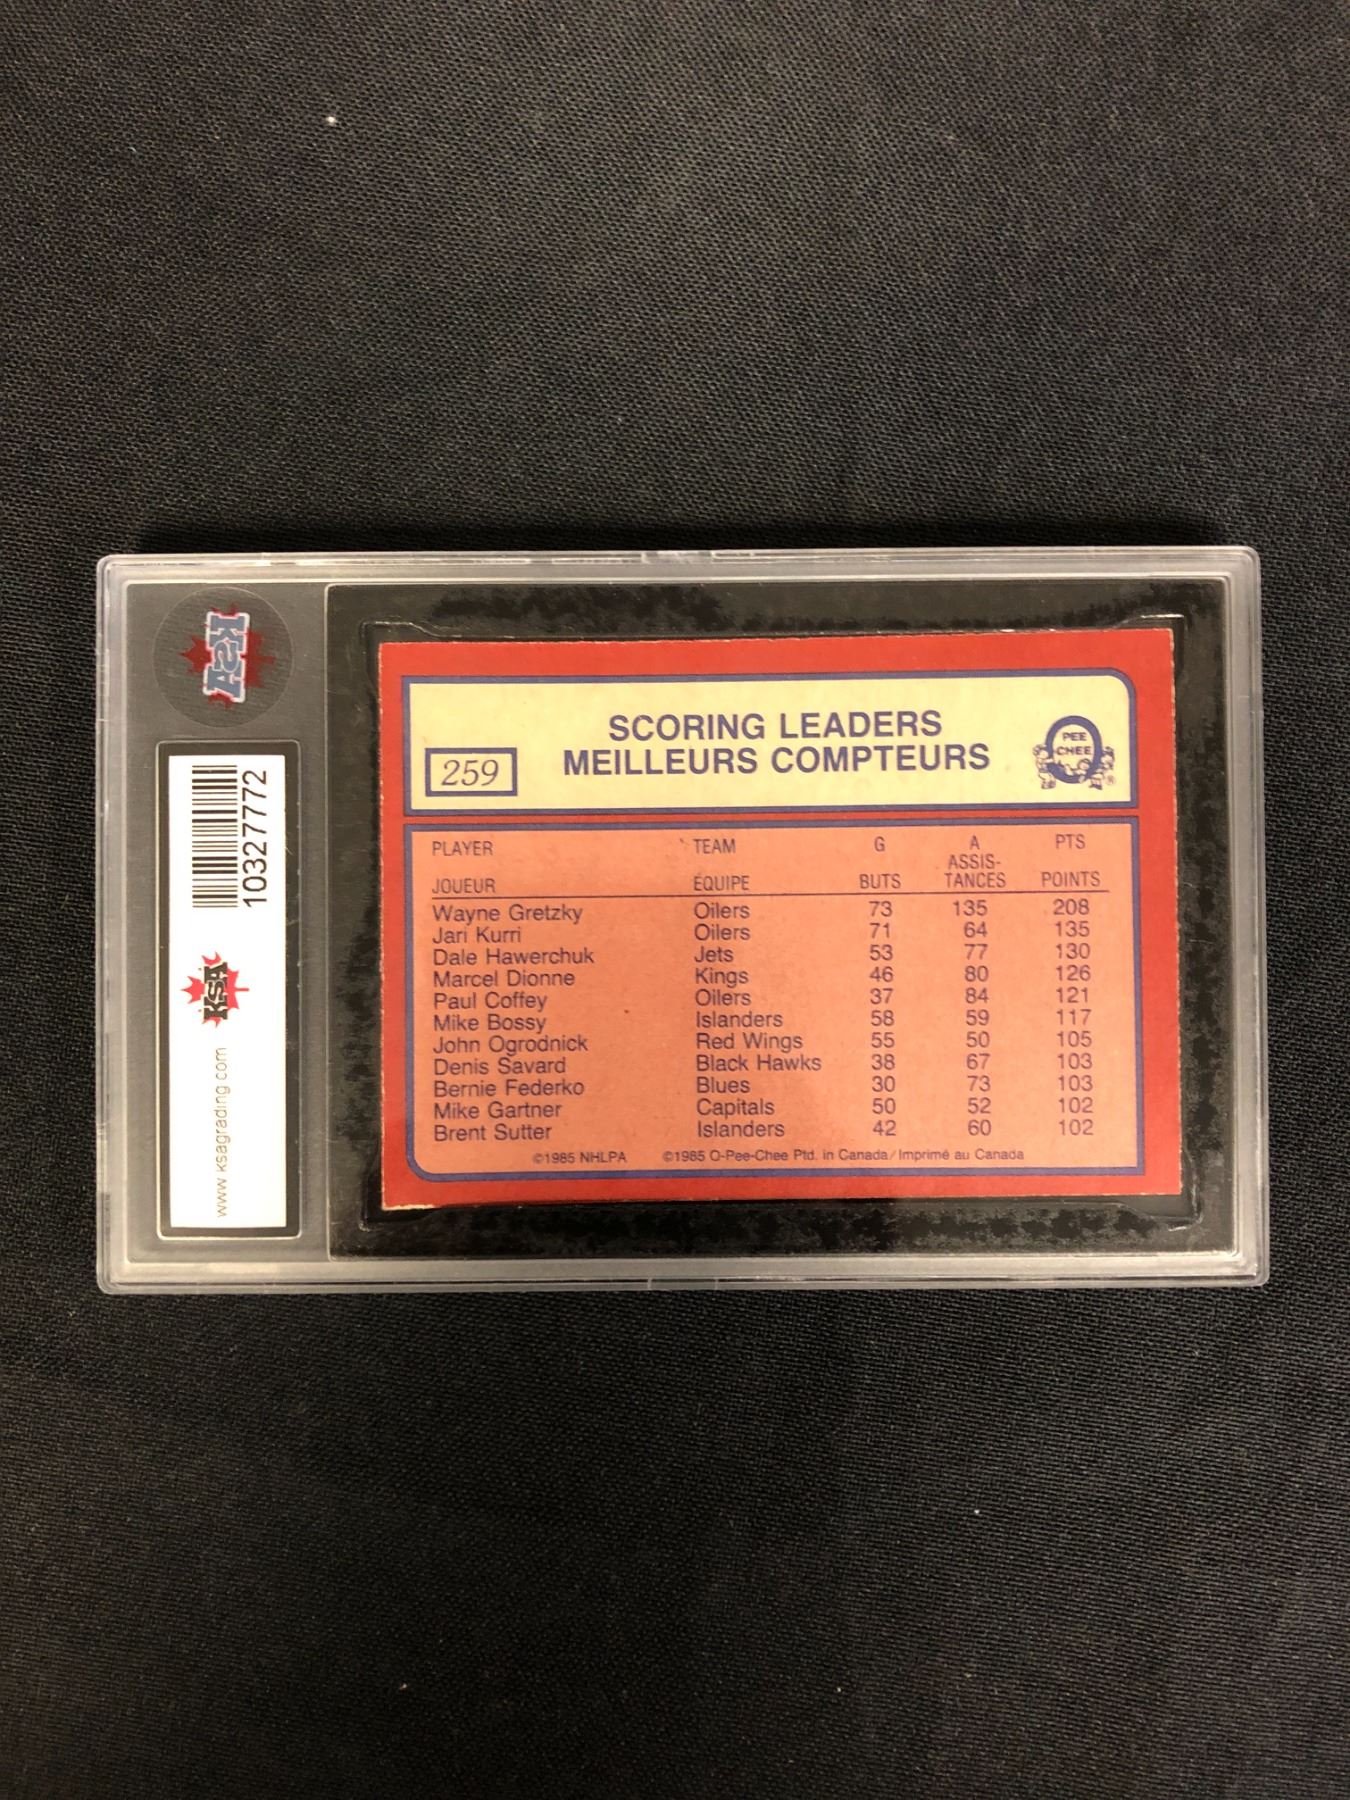 KSA
10327772
KSA
www.ksagrading.com
SCORING LEADERS
MEILLEURS COMPTEURS
259
O
PEE
CHEE
®
PLAYER TEAM G A PTS
ASSIS-
JOUEUR ÉQUIPE BUTS TANCES POINTS
Wayne Gretzky Oilers 73 135 208
Jari Kurri Oilers 71 64 135
Dale Hawerchuk Jets 53 77 130
Marcel Dionne Kings 46 80 126
Paul Coffey Oilers 37 84 121
Mike Bossy Islanders 58 59 117
John Ogrodnick Red Wings 55 50 105
Denis Savard Black Hawks 38 67 103
Bernie Federko Blues 30 73 103
Mike Gartner Capitals 50 52 102
Brent Sutter Islanders 42 60 102
©1985 NHLPA ©1985 O-Pee-Chee Ptd. in Canada/Imprimé au Canada